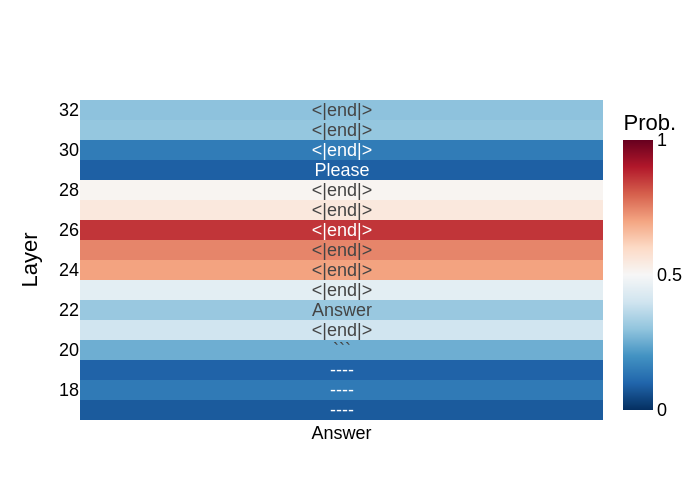 Prob.
32 <|end|> 1
<|end|>
30 <|end|>
Please
28 <|end|>
<|end|>
26 <|end|>
<|end|>
24 <|end|> 0.5
<|end|>
22 Answer
<|end|>
20 ```
----
18 ----
---- 0
Layer
Answer